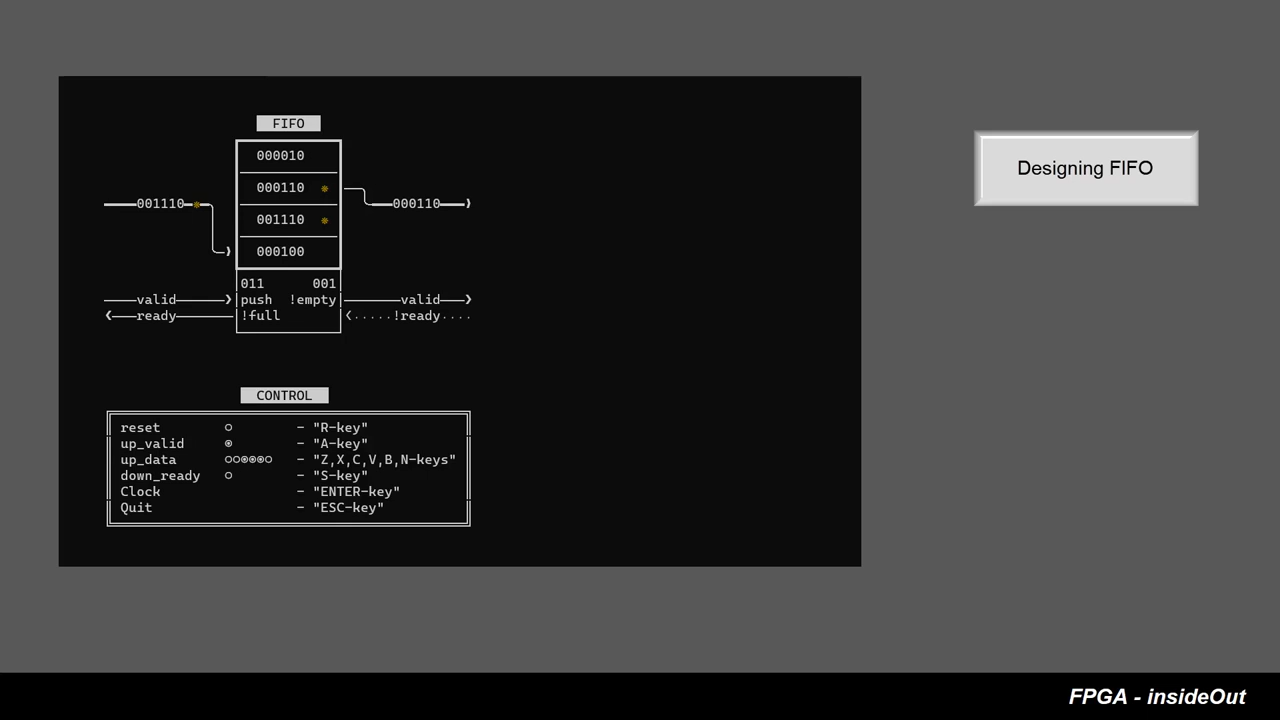 FIFO
000010
000110
001110
001110
000110
000100
011 001
valid push !empty valid
ready !full !ready
CONTROL
reset - "R-key"
up_valid - "A-key"
up_data - "Z,X,C,V,B,N-keys"
down_ready - "S-key"
Clock - "ENTER-key"
Quit - "ESC-key"
Designing FIFO
FPGA - insideOut